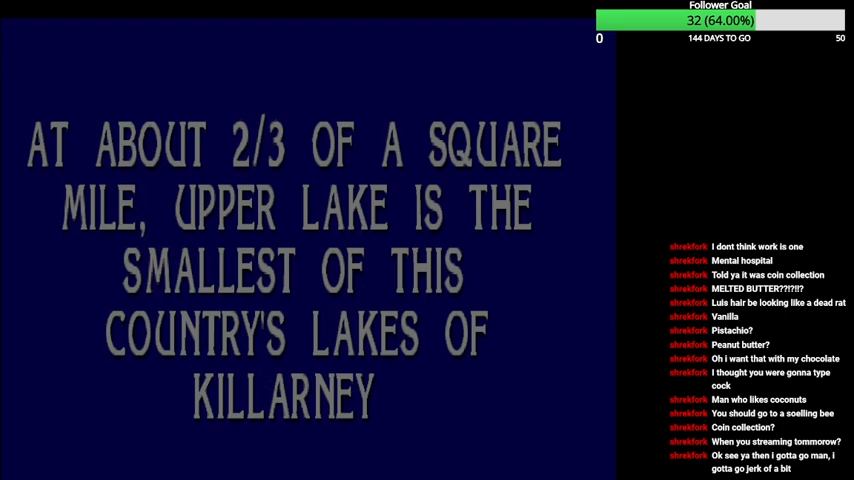 Follower Goal
32 (64.00%)
0
144 DAYS TO GO
50
AT ABOUT 2/3 OF A SQUARE
MILE, UPPER LAKE IS THE
SMALLEST OF THIS
COUNTRY'S LAKES OF
KILLARNEY
shrekfork I dont think work is one
shrekfork Mental hospital
shrekfork Told ya it was coin collection
shrekfork MELTED BUTTER??!?!!?
shrekfork Luis hair be looking like a dead rat
shrekfork Vanilla
shrekfork Pistachio?
shrekfork Peanut butter?
shrekfork Oh i want that with my chocolate
shrekfork I thought you were gonna type
cock
shrekfork Man who likes coconuts
shrekfork You should go to a soelling bee
shrekfork Coin collection?
shrekfork When you streaming tommorow?
shrekfork Ok see ya then i gotta go man, i
gotta go jerk of a bit